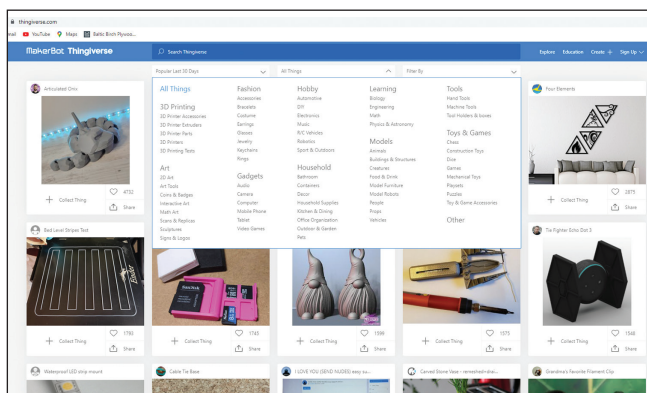 thingiverse.com
YouTube
Maps
Baltic Birch Plywoo...
MakerBot Thingiverse
Search Thingiverse
Explore Education Create + Sign Up
Popular Last 30 Days
All Things
Filter By
All Things
3D Printing
3D Printer Accessories
3D Printer Extruders
3D Printer Parts
3D Printers
3D Printing Tests
Art
2D Art
Art Tools
Coins & Badges
Interactive Art
Math Art
Scans & Replicas
Sculptures
Signs & Logos
Fashion
Accessories
Bracelets
Costume
Earrings
Glasses
Jewelry
Keychains
Rings
Gadgets
Audio
Camera
Computer
Mobile Phone
Tablet
Video Games
Hobby
Automotive
DIY
Electronics
Music
R/C Vehicles
Robotics
Sport & Outdoors
Household
Bathroom
Containers
Decor
Household Supplies
Kitchen & Dining
Office Organization
Outdoor & Garden
Pets
Learning
Biology
Engineering
Math
Physics & Astronomy
Models
Animals
Buildings & Structures
Creatures
Food & Drink
Model Furniture
Model Robots
People
Props
Vehicles
Tools
Hand Tools
Machine Tools
Tool Holders & boxes
Toys & Games
Chess
Construction Toys
Dice
Games
Mechanical Toys
Playsets
Puzzles
Toy & Game Accessories
Other
Articulated Onix
4732
Collect Thing
Share
Four Elements
2875
Collect Thing
Share
Bed Level Stripes Test
Ender
1793
Collect Thing
Share
SanDisk
1745
Collect Thing
Share
1599
Collect Thing
Share
1575
Collect Thing
Share
Tie Fighter Echo Dot 3
1548
Collect Thing
Share
Waterproof LED strip mount
Cable Tie Base
I LOVE YOU (SEND NUDES) easy su...
Carved Stone Vase - remeshed+drai...
Grandma's Favorite Filament Clip